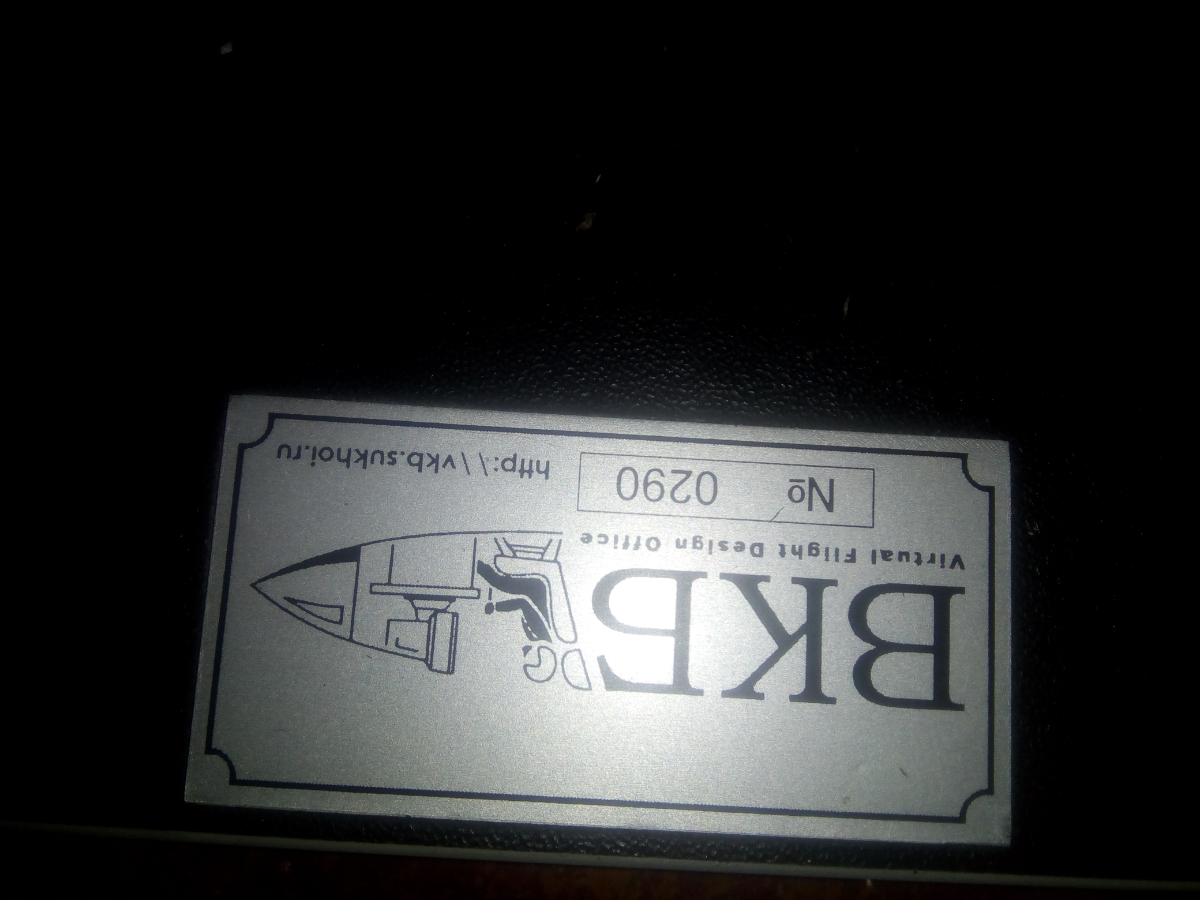 ВКБ
Virtual Flight Design Office
№ 0290
http:\\vkb.sukhoi.ru